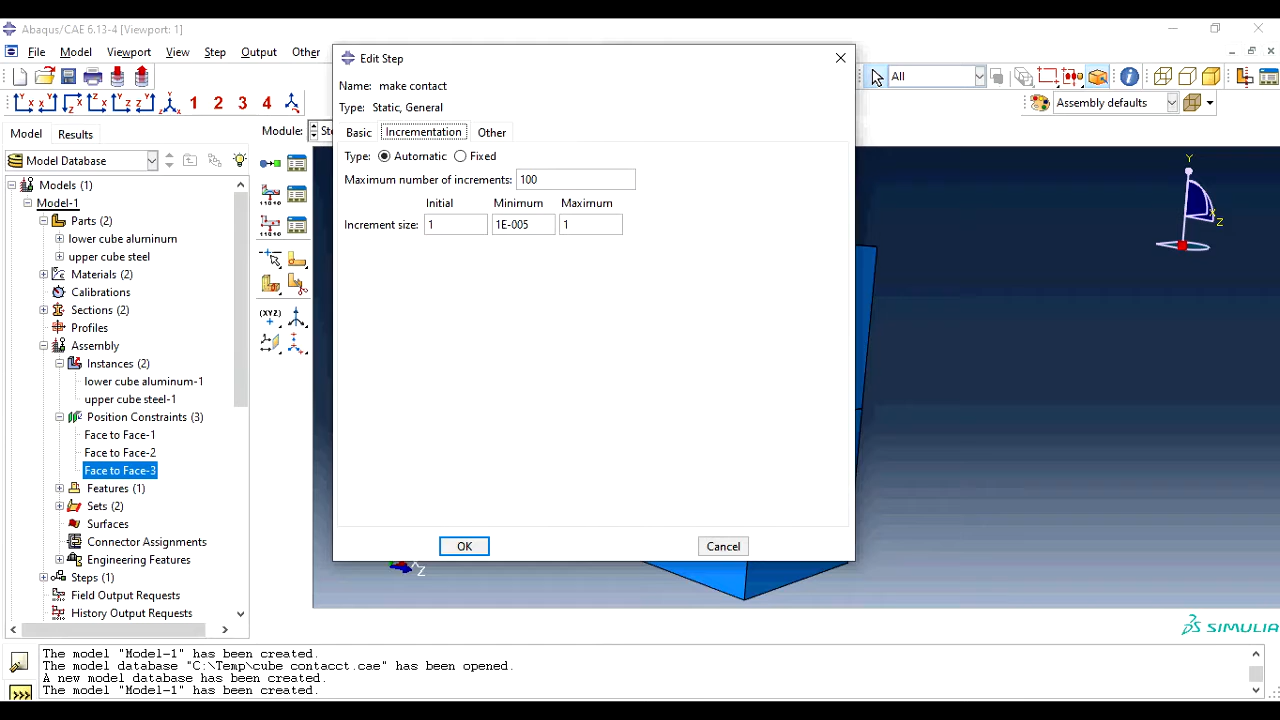 Abaqus/CAE 6.13-4 [Viewport: 1]
File Model Viewport View Step Output Other
All
1 2 3 4
Assembly defaults
Model Results
Module: Ste
Model Database
Models (1)
Model-1
Parts (2)
lower cube aluminum
upper cube steel
Materials (2)
Calibrations
Sections (2)
Profiles
Assembly
Instances (2)
lower cube aluminum-1
upper cube steel-1
Position Constraints (3)
Face to Face-1
Face to Face-2
Face to Face-3
Features (1)
Sets (2)
Surfaces
Connector Assignments
Engineering Features
Steps (1)
Field Output Requests
History Output Requests
(XYZ)
Edit Step
Name: make contact
Type: Static, General
Basic Incrementation Other
Type: Automatic Fixed
Maximum number of increments: 100
Initial Minimum Maximum
Increment size: 1 1E-005 1
OK Cancel
Y
X
Z
Z
SIMULIA
The model "Model-1" has been created.
The model database "C:\Temp\cube contacct.cae" has been opened.
A new model database has been created.
The model "Model-1" has been created.